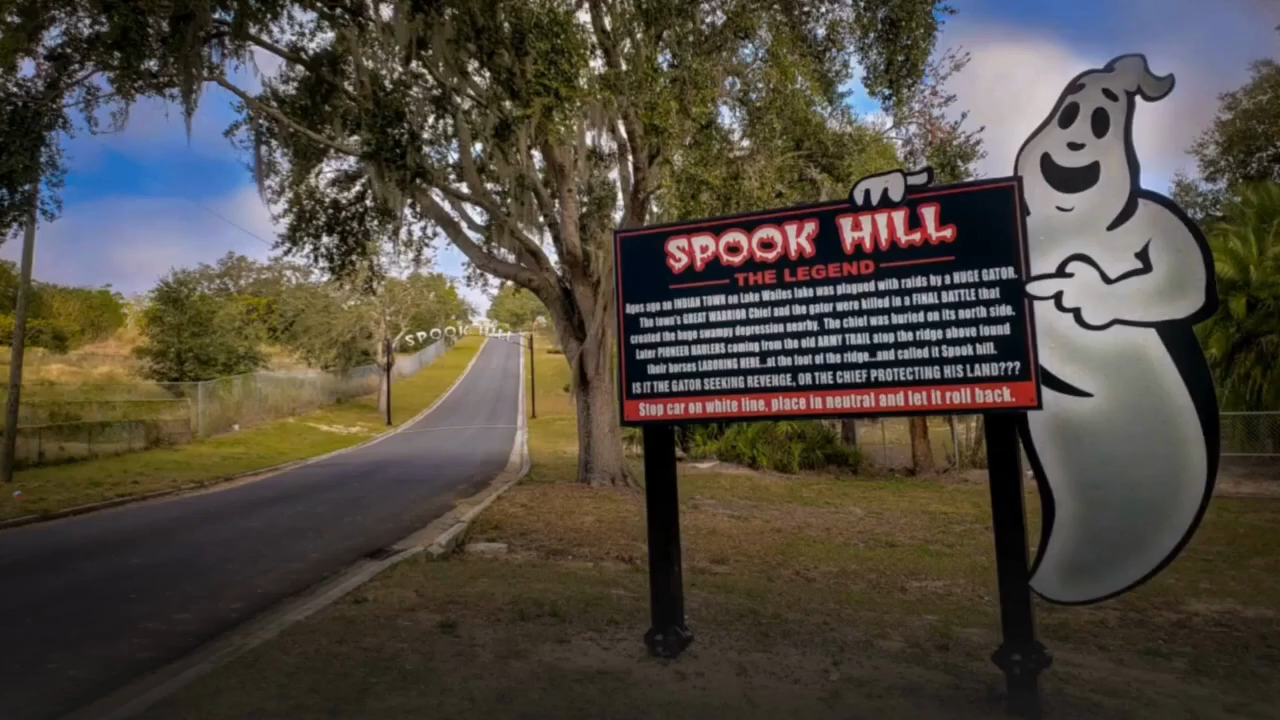 SPOOK HILL
SPOOK HILL
THE LEGEND
Ages ago an INDIAN TOWN on Lake Wailes lake was plagued with raids by a HUGE GATOR.
The town's GREAT WARRIOR Chief and the gator were killed in a FINAL BATTLE that
created the huge swampy depression nearby. The chief was buried on its north side.
Later PIONEER HAULERS coming from the old ARMY TRAIL atop the ridge above found
their horses LABORING HERE...at the foot of the ridge...and called it Spook hill.
IS IT THE GATOR SEEKING REVENGE, OR THE CHIEF PROTECTING HIS LAND???
Stop car on white line, place in neutral and let it roll back.